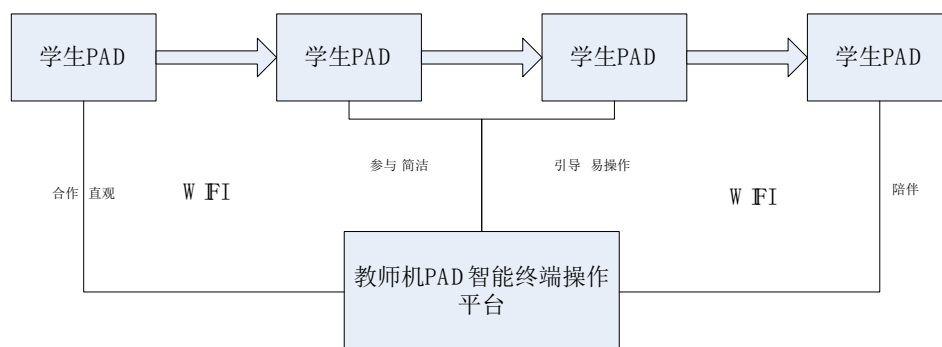 学生PAD
学生PAD
学生PAD
学生PAD
参与 简洁
引导 易操作
合作 直观
WIFI
WIFI
陪伴
教师机PAD智能终端操作
平台